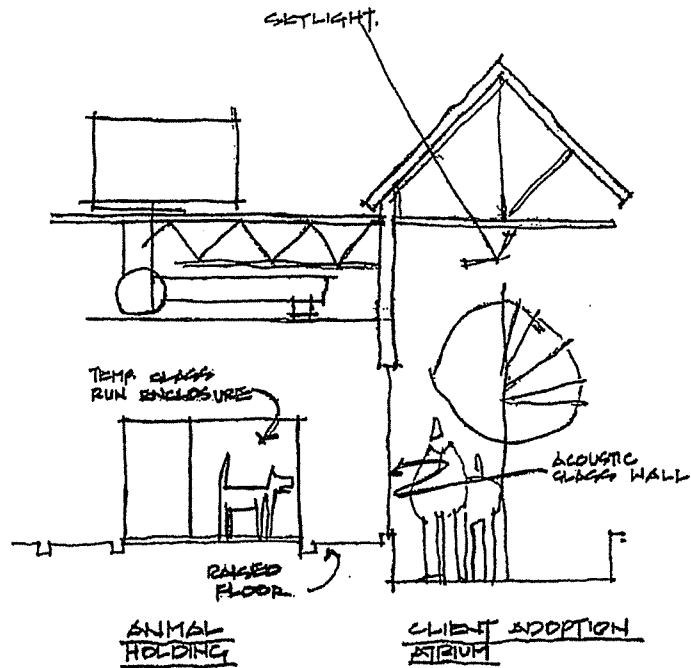 SKYLIGHT.
TEMP. GLASS
RUN ENCLOSURE
ACOUSTIC
GLASS WALL
RAISED
FLOOR
ANIMAL
HOLDING
CLIENT ADOPTION
ATRIUM